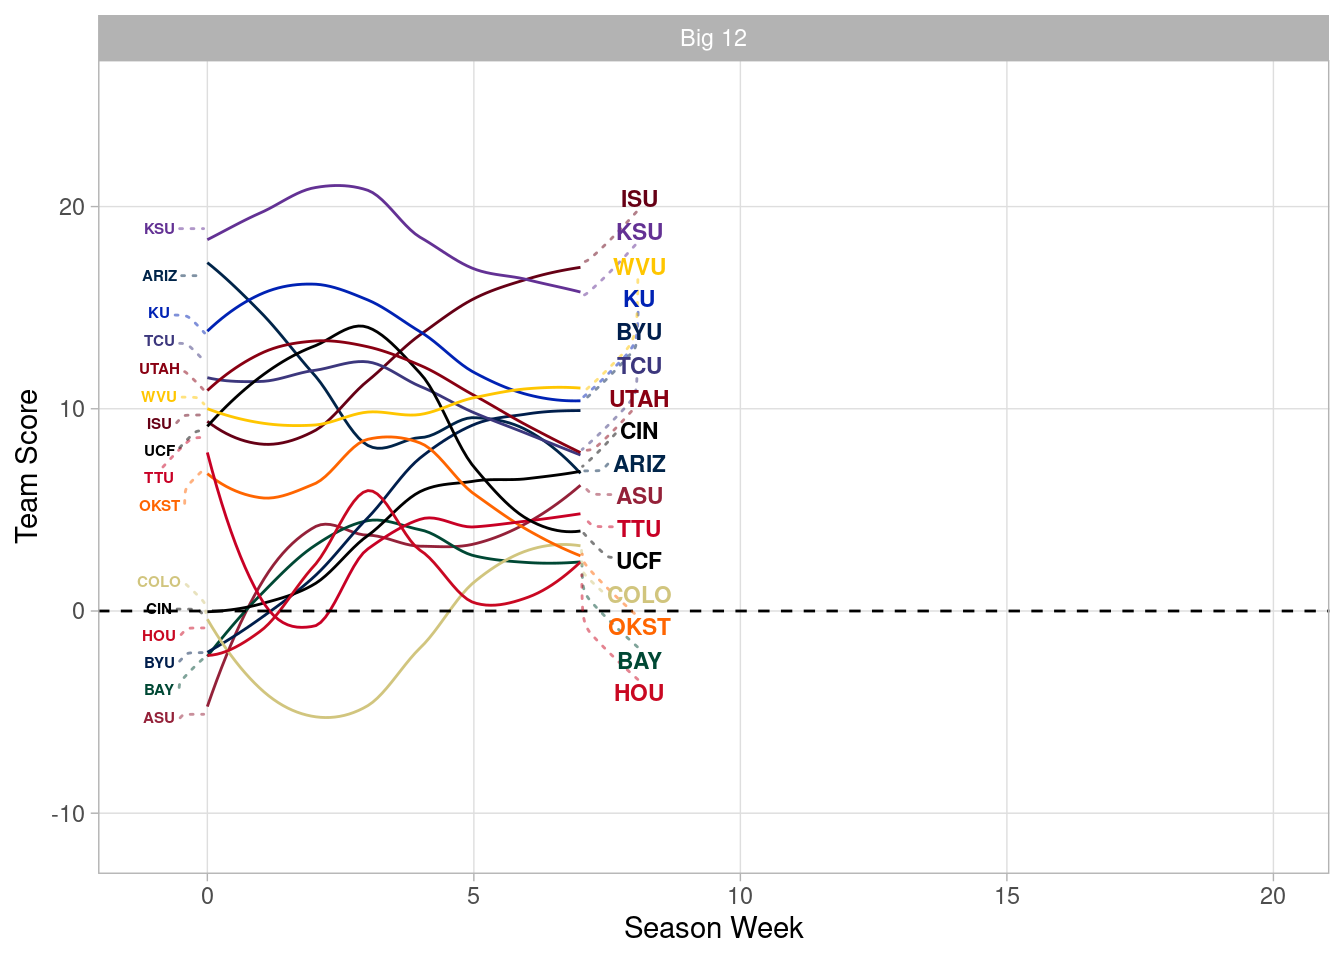 Big 12
Team Score
20
10
0
-10
KSU
ARIZ
KU
TCU
UTAH
WVU
ISU
UCF
TTU
OKST
COLO
CIN
HOU
BYU
BAY
ASU
ISU
KSU
WVU
KU
BYU
TCU
UTAH
CIN
ARIZ
ASU
TTU
UCF
COLO
OKST
BAY
HOU
0 5 10 15 20
Season Week